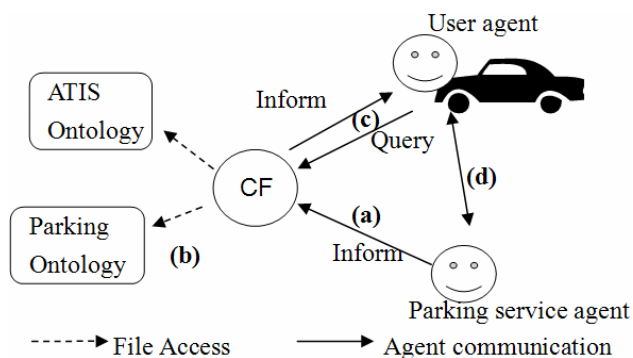 User agent
ATIS
Ontology
Inform
(c)
Query
CF
(d)
Parking
Ontology
(b)
(a)
Inform
Parking service agent
File Access
Agent communication